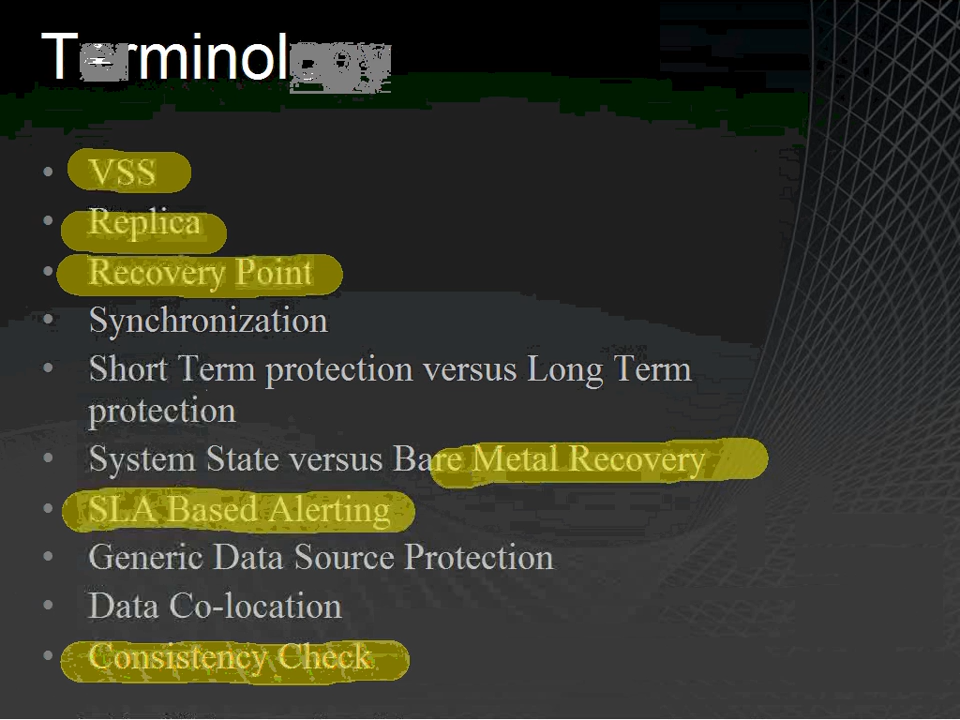 Terminology
• VSS
• Replica
• Recovery Point
• Synchronization
• Short Term protection versus Long Term
protection
• System State versus Bare Metal Recovery
• SLA Based Alerting
• Generic Data Source Protection
• Data Co-location
• Consistency Check